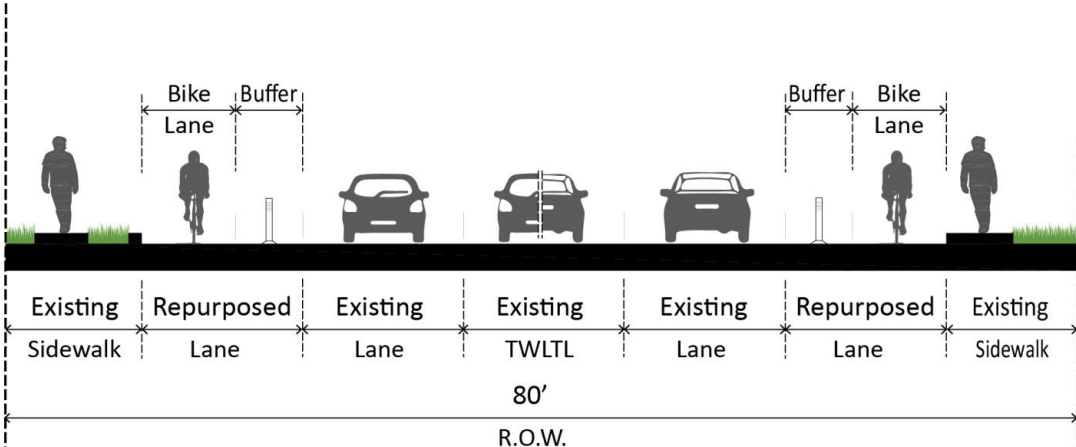 Bike Buffer Buffer Bike
Lane Lane
Existing Repurposed Existing Existing Existing Repurposed Existing
Sidewalk Lane Lane TWLTL Lane Lane Sidewalk
80’
R.O.W.